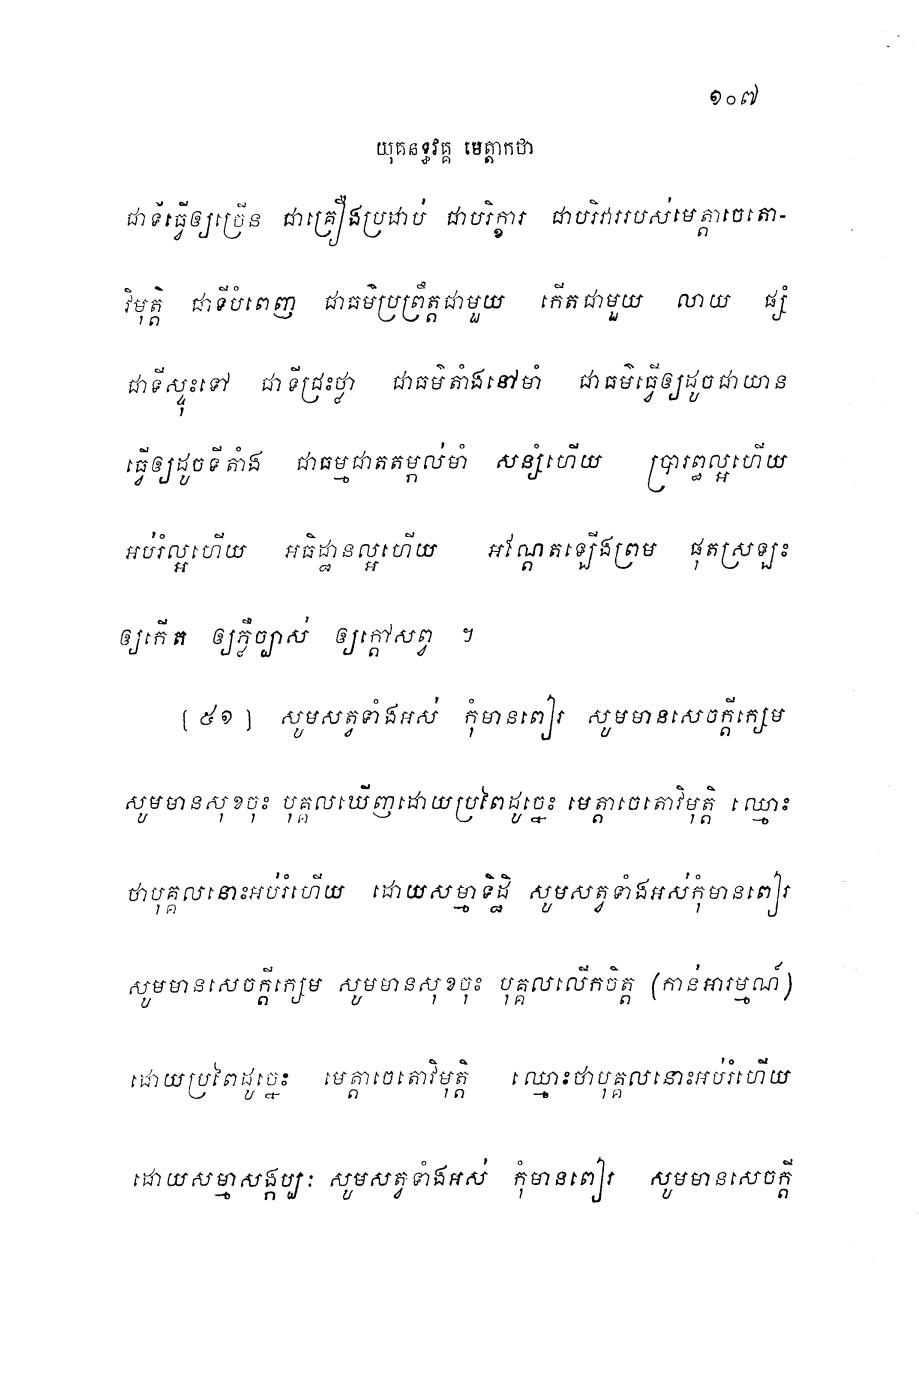 ១០៧
យុគនទ្ធវគ្គ មេត្តាកថា
ជាទីធ្វើឲ្យច្រើន ជាគ្រឿងប្រដាប់ ជាបរិក្ខារ ជាបរិវាររបស់មេត្តាចេតោ-
វិមុត្តិ ជាទីបំពេញ ជាធម៌ប្រព្រឹត្តជាមួយ កើតជាមួយ លាយ ផ្សំ
ជាទីស្ទុះទៅ ជាទីជ្រះថ្លា ជាធម៌តាំងនៅមាំ ជាធម៌ធ្វើឲ្យដូចជាយាន
ធ្វើឲ្យដូចទីតាំង ជាធម្មជាតតម្កល់មាំ សន្សំហើយ ប្រារព្ធល្អហើយ
អប់រំល្អហើយ អធិដ្ឋានល្អហើយ អណ្តែតឡើងព្រម ផុតស្រឡះ
ឲ្យកើត ឲ្យភ្លឺច្បាស់ ឲ្យក្តៅសព្វ ។
[៥១] សូមសត្វទាំងអស់ កុំមានពៀរ សូមមានសេចក្តីក្សេម
សូមមានសុខចុះ បុគ្គលឃើញដោយប្រពៃដូច្នេះ មេត្តាចេតោវិមុត្តិ ឈ្មោះ
ថាបុគ្គលនោះអប់រំហើយ ដោយសម្មាទិដ្ឋិ សូមសត្វទាំងអស់កុំមានពៀរ
សូមមានសេចក្តីក្សេម សូមមានសុខចុះ បុគ្គលលើកចិត្ត (កាន់អារម្មណ៍)
ដោយប្រពៃដូច្នេះ មេត្តាចេតោវិមុត្តិ ឈ្មោះថាបុគ្គលនោះអប់រំហើយ
ដោយសម្មាសង្កប្បៈ សូមសត្វទាំងអស់ កុំមានពៀរ សូមមានសេចក្តី